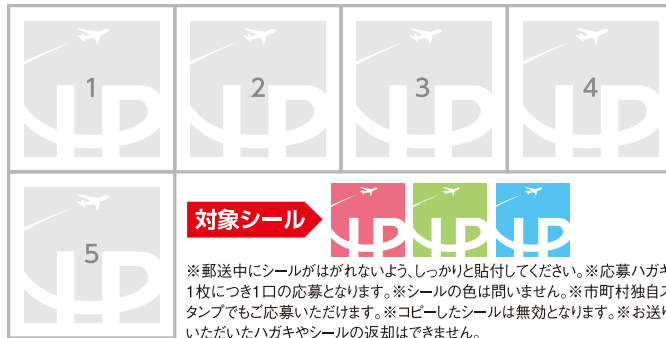 1 2 3 4
5
対象シール
※郵送中にシールがはがれないよう、しっかりと貼付してください。※応募ハガキ
1枚につき1口の応募となります。※シールの色は問いません。※市町村独自ス
タンプでもご応募いただけます。※コピーしたシールは無効となります。※お送り
いただいたハガキやシールの返却はできません。